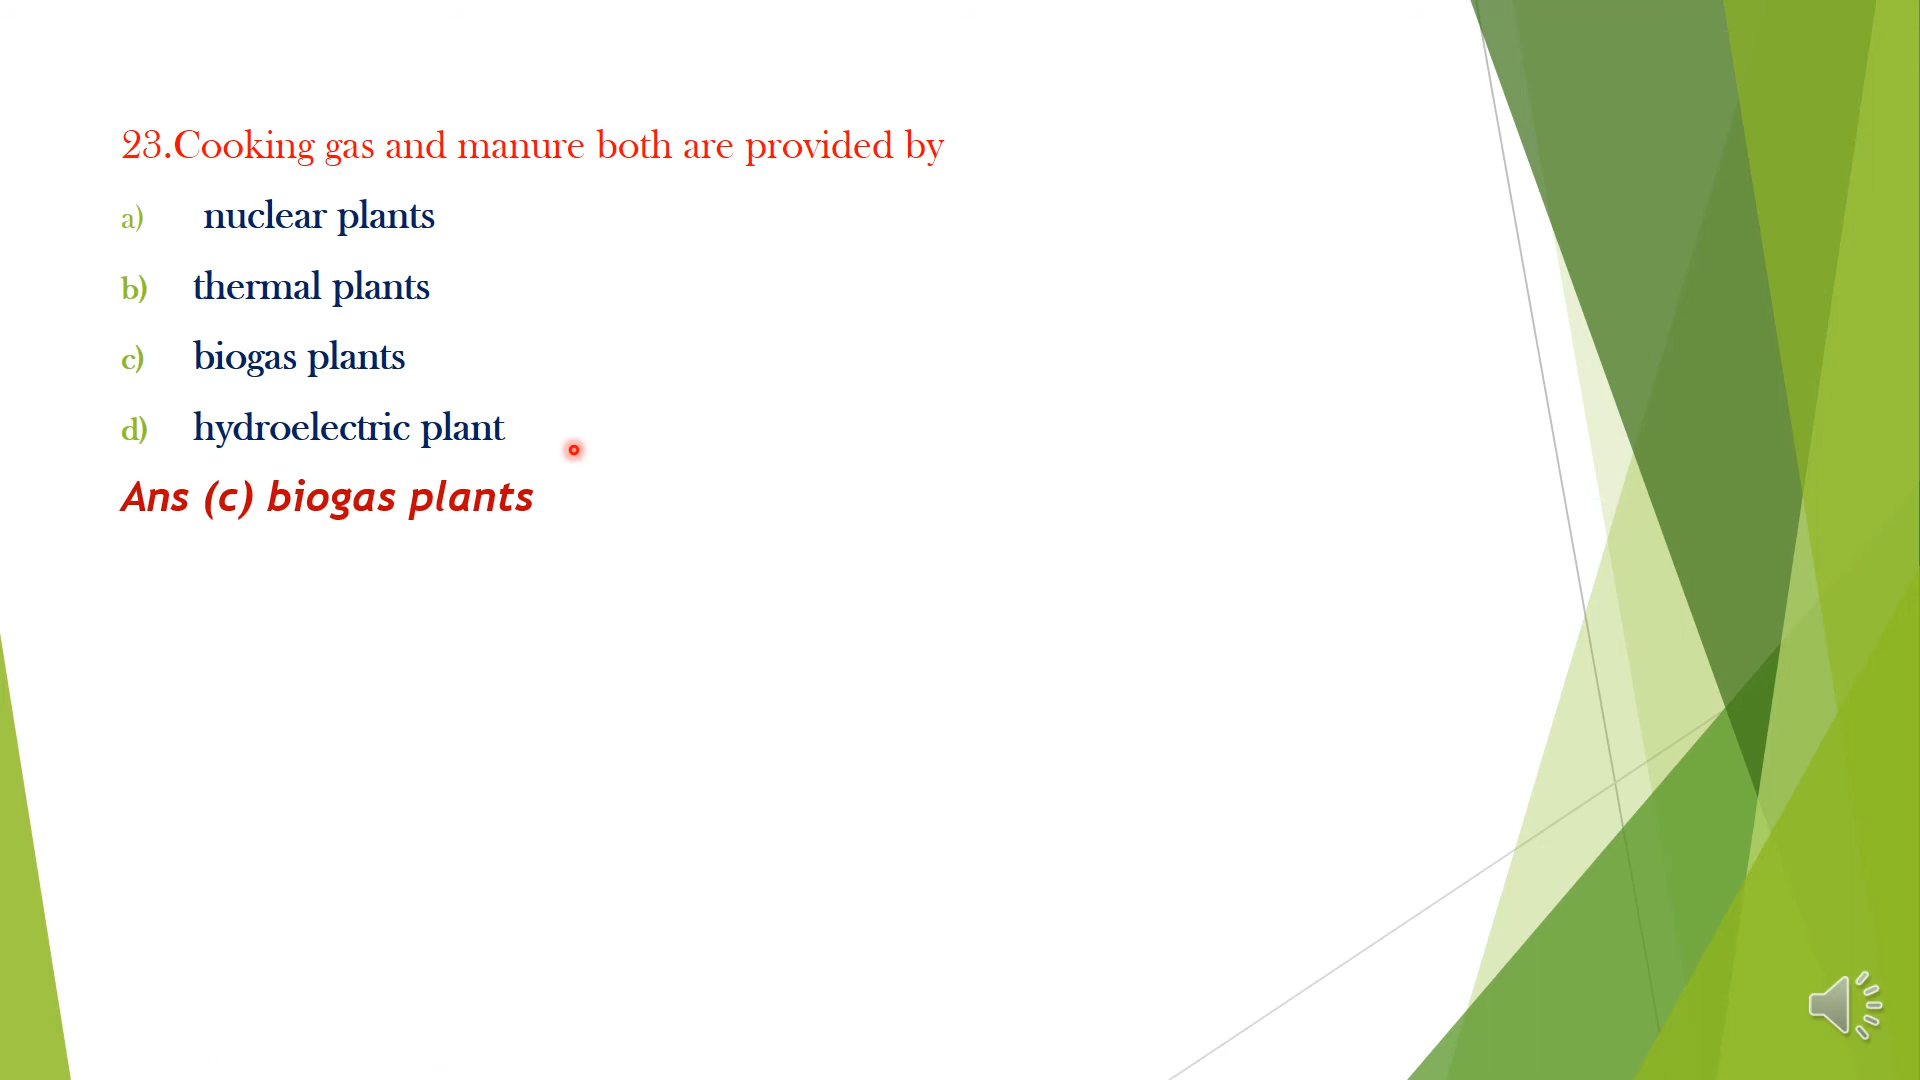 23.Cooking gas and manure both are provided by
a) nuclear plants
b) thermal plants
c) biogas plants
d) hydroelectric plant
Ans (c) biogas plants